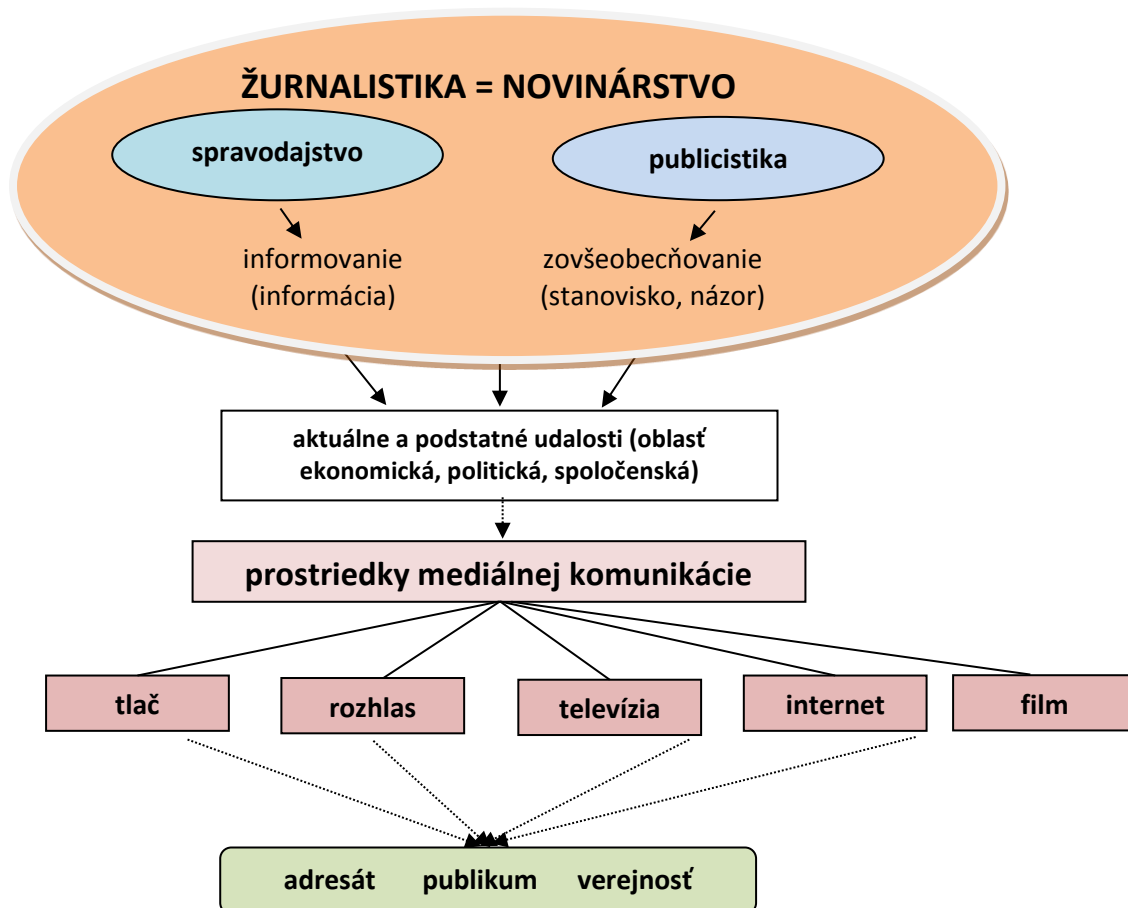 ŽURNALISTIKA = NOVINÁRSTVO
spravodajstvo
publicistika
informovanie
(informácia)
zovšeobecňovanie
(stanovisko, názor)
aktuálne a podstatné udalosti (oblasť
ekonomická, politická, spoločenská)
prostriedky mediálnej komunikácie
tlač
rozhlas
televízia
internet
film
adresát publikum verejnosť